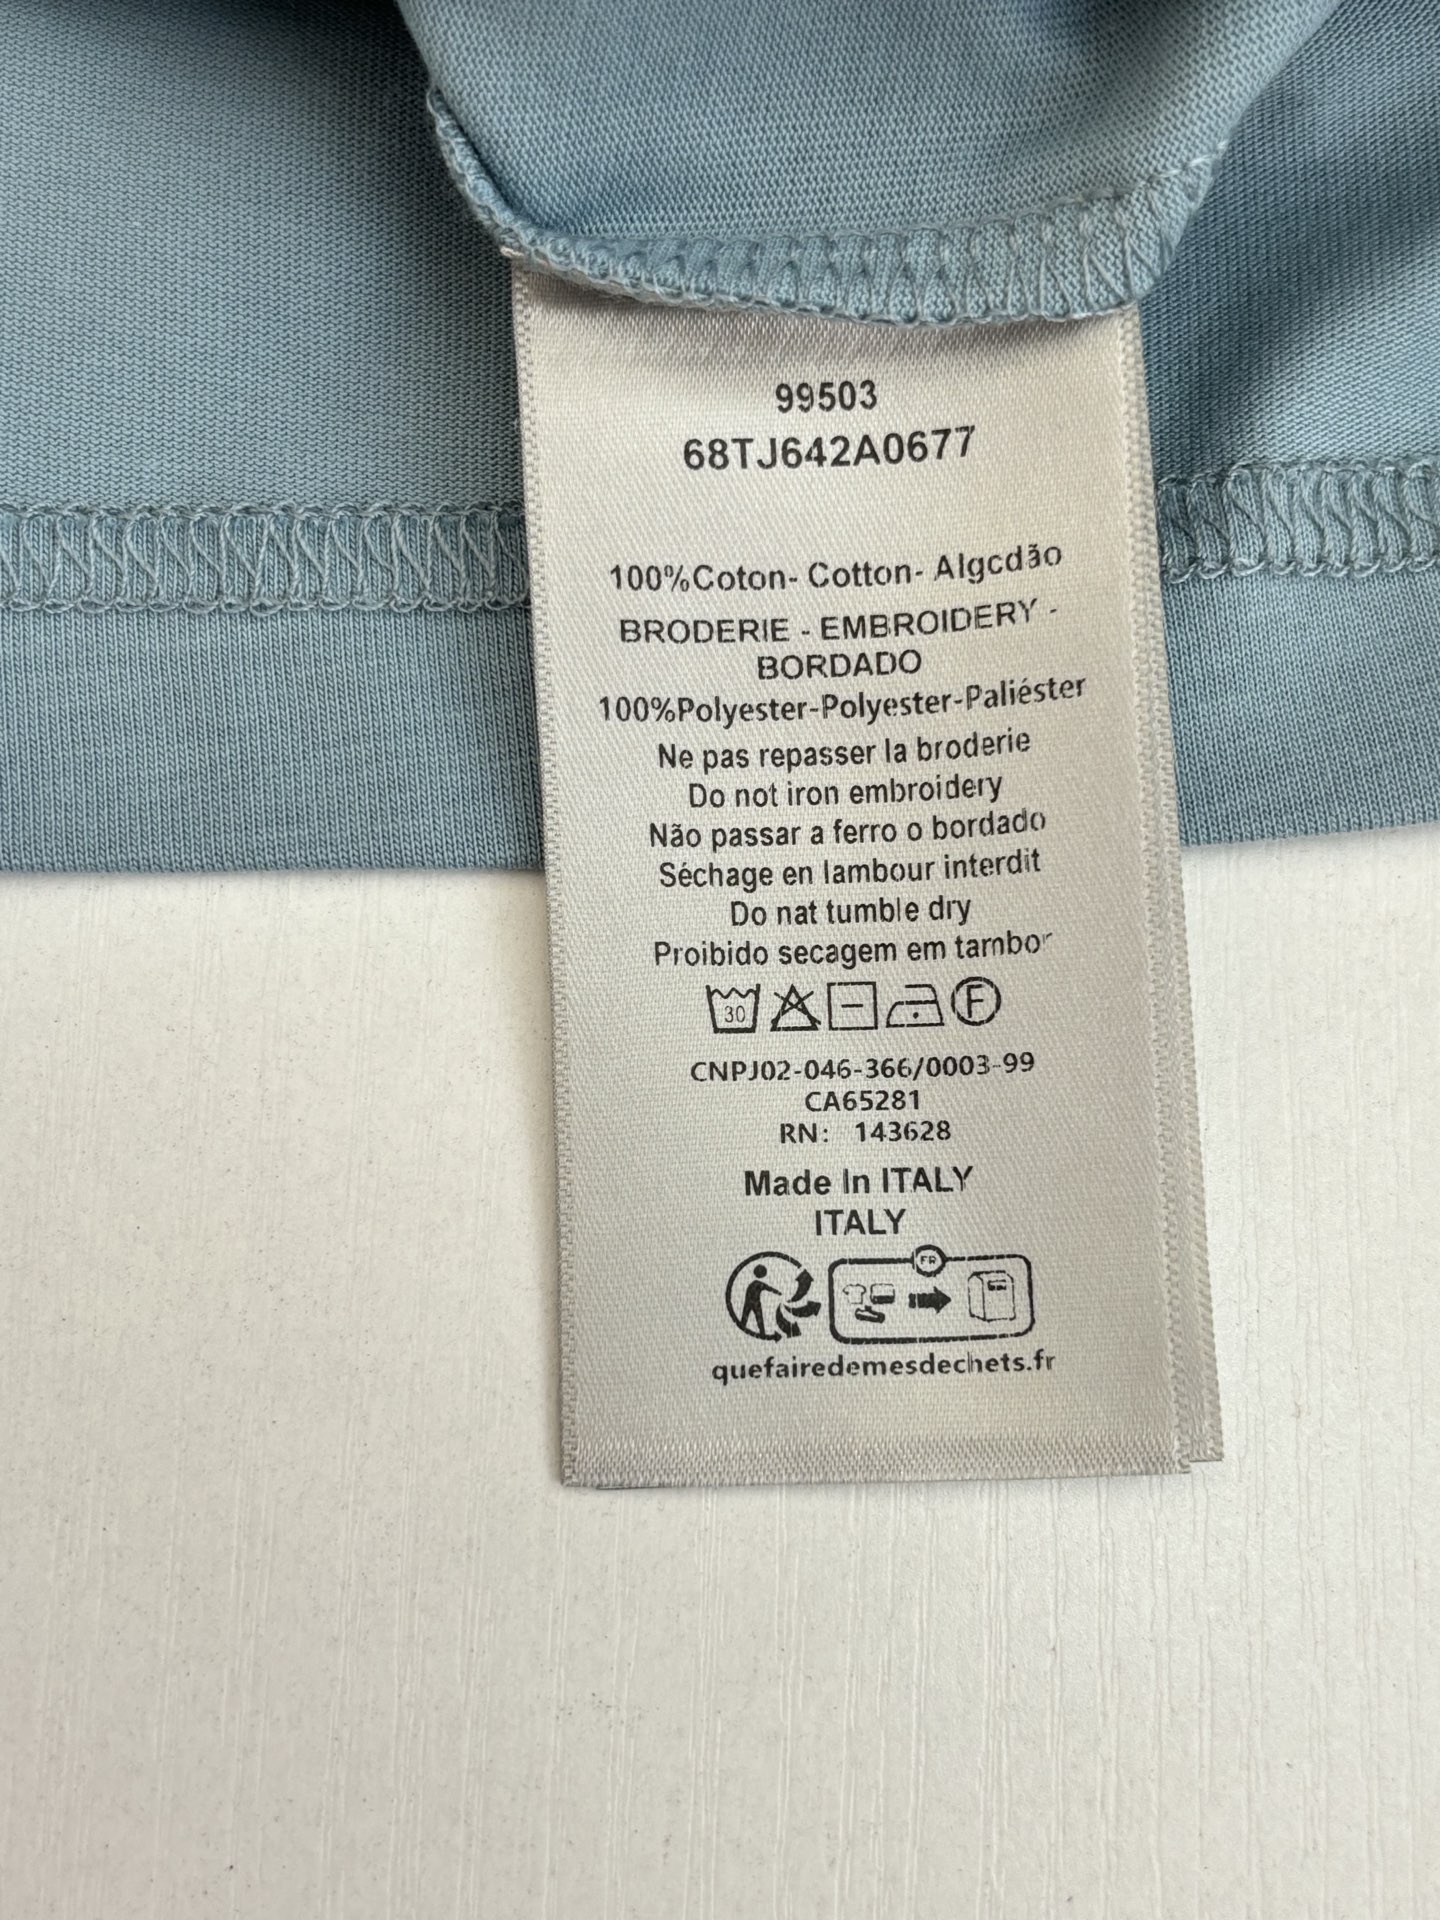 99503
68TJ642A0677
100%Coton- Cotton- Algcdão
BRODERIE - EMBROIDERY -
BORDADO
100%Polyester-Polyester-Paliéster
Ne pas repasser la broderie
Do not iron embroidery
Não passar a ferro o bordado
Séchage en lambour interdit
Do nat tumble dry
Proibido secagem em tambor
30 F
CNPJ02-046-366/0003-99
CA65281
RN: 143628
Made In ITALY
ITALY
FR
quefairedemesdechets.fr